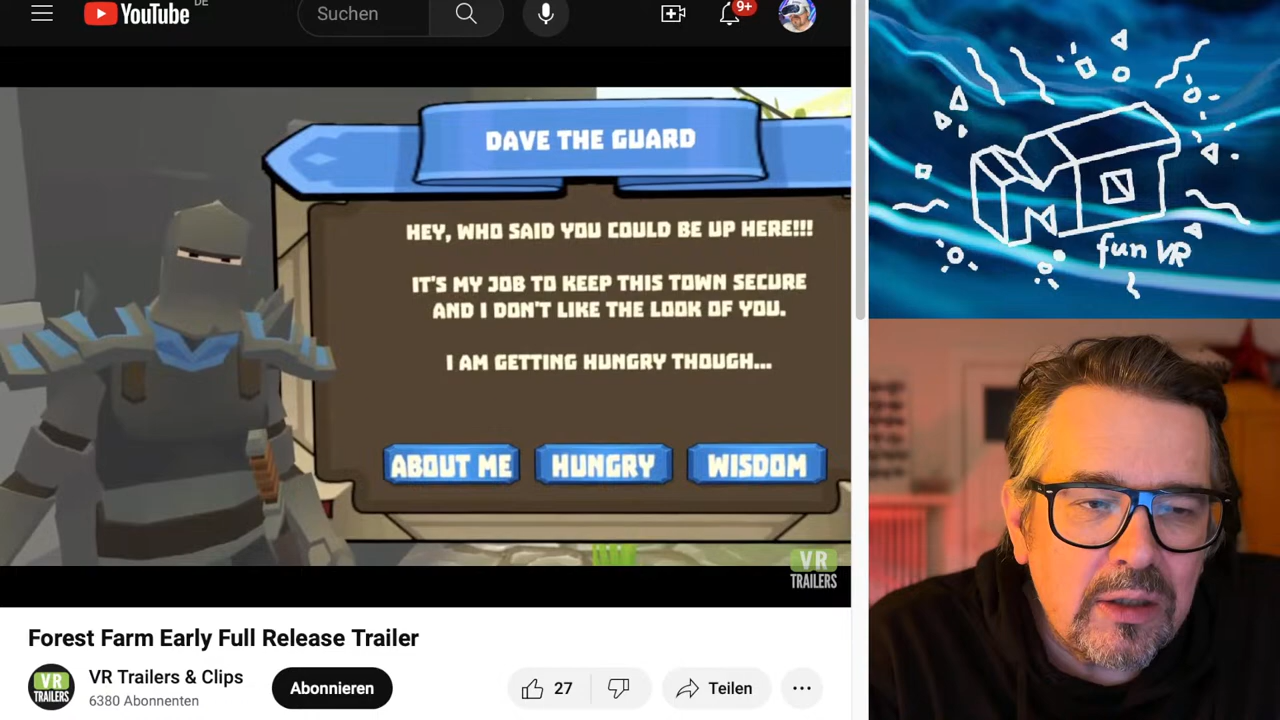 DE
YouTube
Suchen
9+
DAVE THE GUARD
HEY, WHO SAID YOU COULD BE UP HERE!!!
IT'S MY JOB TO KEEP THIS TOWN SECURE
AND I DON'T LIKE THE LOOK OF YOU.
I AM GETTING HUNGRY THOUGH...
ABOUT ME
HUNGRY
WISDOM
VR
TRAILERS
Forest Farm Early Full Release Trailer
VR
TRAILERS
VR Trailers & Clips
6380 Abonnenten
Abonnieren
27
Teilen
fun VR